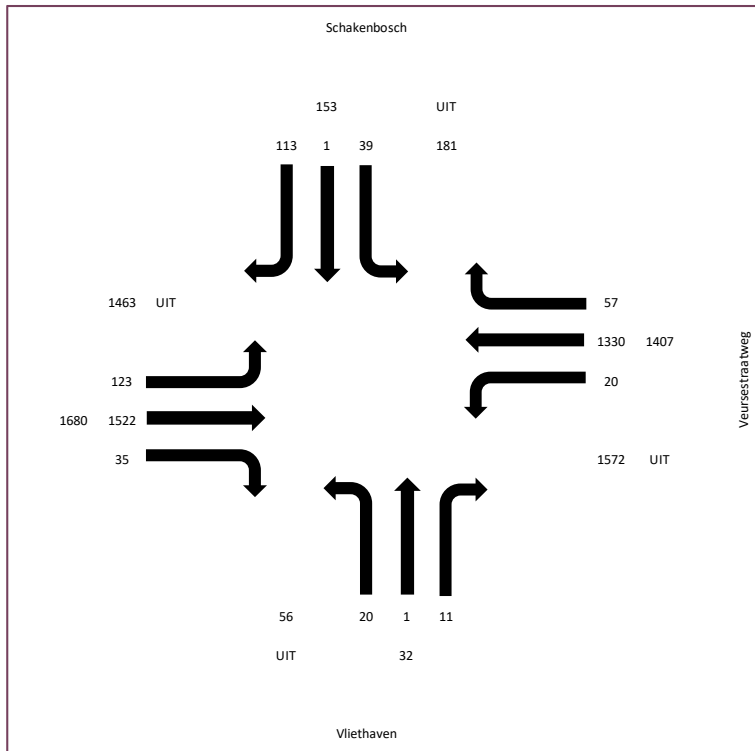 Schakenbosch
153 UIT
113 1 39 181
1463 UIT
57
1330 1407
20
Veursestraatweg
123
1680 1522
35
1572 UIT
56 20 1 11
UIT 32
Vliethaven